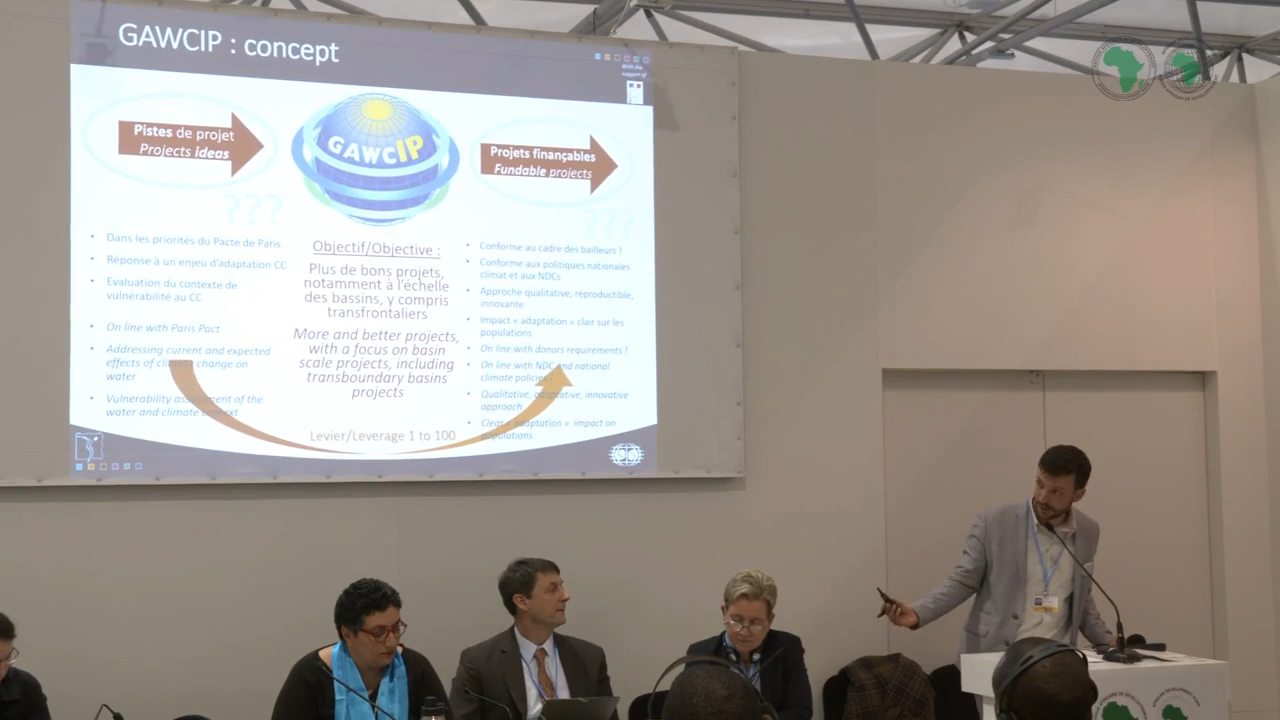 GAWCIP : concept
With the
support of
Pistes de projet
Projects ideas
GAWCIP
Projets finançables
Fundable projects
???
???
Dans les priorités du Pacte de Paris
Réponse à un enjeu d'adaptation CC
Evaluation du contexte de
vulnérabilité au CC
On line with Paris Pact
Addressing current and expected
effects of climate change on
water
Vulnerability assessment of the
water and climate context
Objectif/Objective :
Plus de bons projets,
notamment à l'échelle
des bassins, y compris
transfrontaliers
More and better projects,
with a focus on basin
scale projects, including
transboundary basins
projects
Conforme au cadre des bailleurs !
Conforme aux politiques nationales
climat et aux NDCs
Approche qualitative, reproductible,
innovante
Impact « adaptation » clair sur les
populations
On line with donors requirements !
On line with NDC and national
climate policies !
Qualitative, adaptative, innovative
approach
Clear « adaptation » impact on
populations
Levier/Leverage 1 to 100